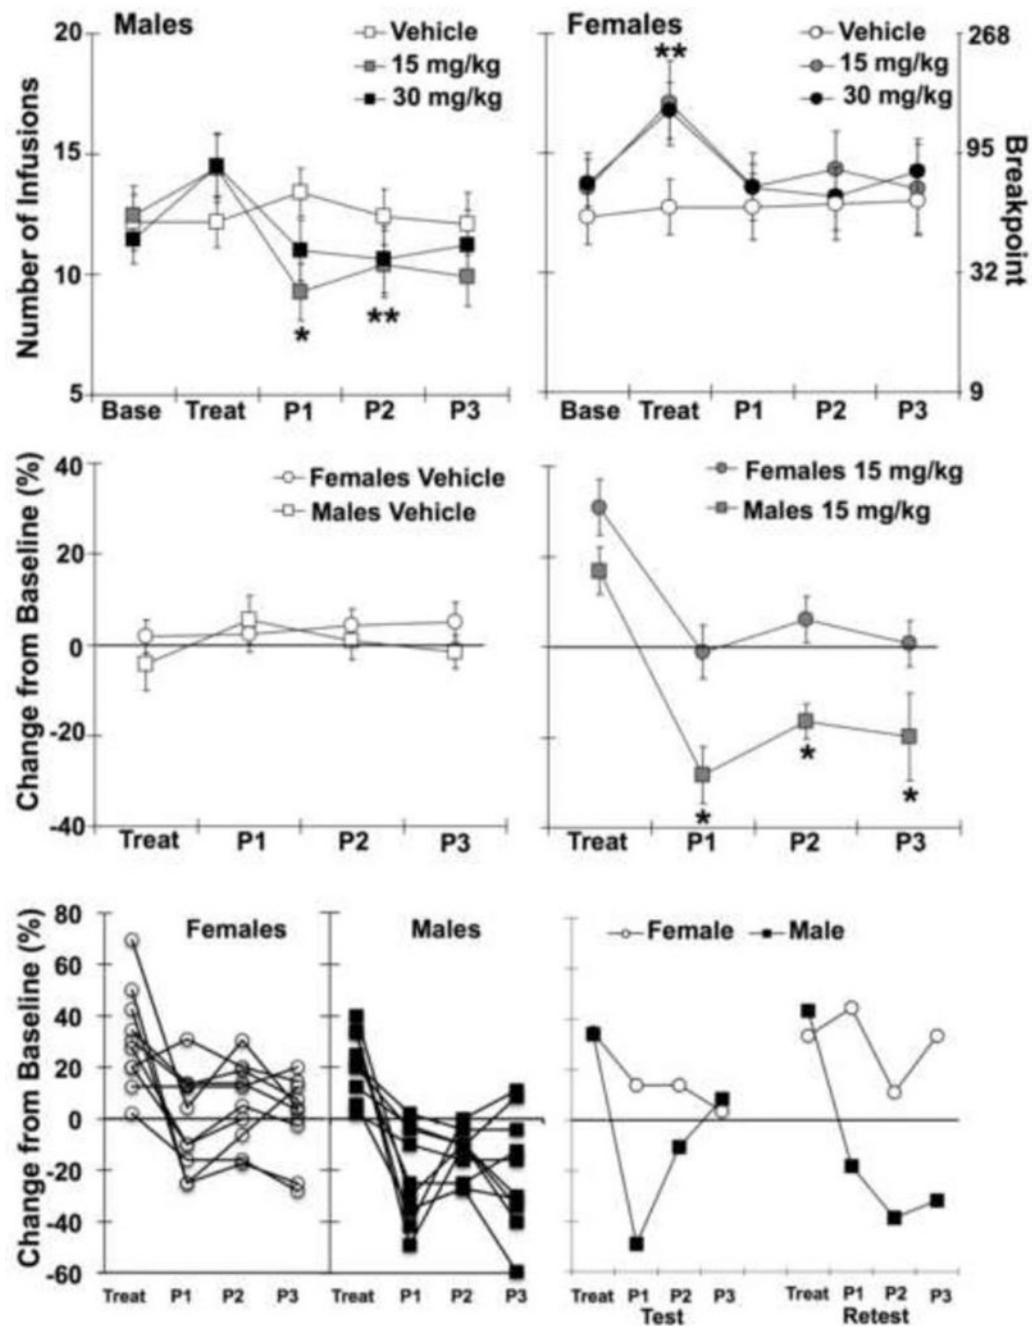 Males
Vehicle
15 mg/kg
30 mg/kg
20
15
10
5
Number of Infusions
Base Treat P1 P2 P3
*
**
Females
Vehicle
15 mg/kg
30 mg/kg
**
268
95
32
9
Breakpoint
Base Treat P1 P2 P3
Change from Baseline (%)
40
20
0
-20
-40
Females Vehicle
Males Vehicle
Treat P1 P2 P3
Females 15 mg/kg
Males 15 mg/kg
*
*
*
Treat P1 P2 P3
Change from Baseline (%)
80
60
40
20
0
-20
-40
-60
Females
Treat P1 P2 P3
Males
Treat P1 P2 P3
Female Male
Treat P1 P2 P3 Treat P1 P2 P3
Test Retest